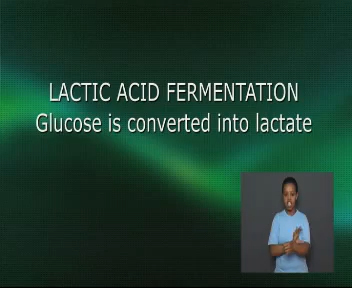 LACTIC ACID FERMENTATION
Glucose is converted into lactate